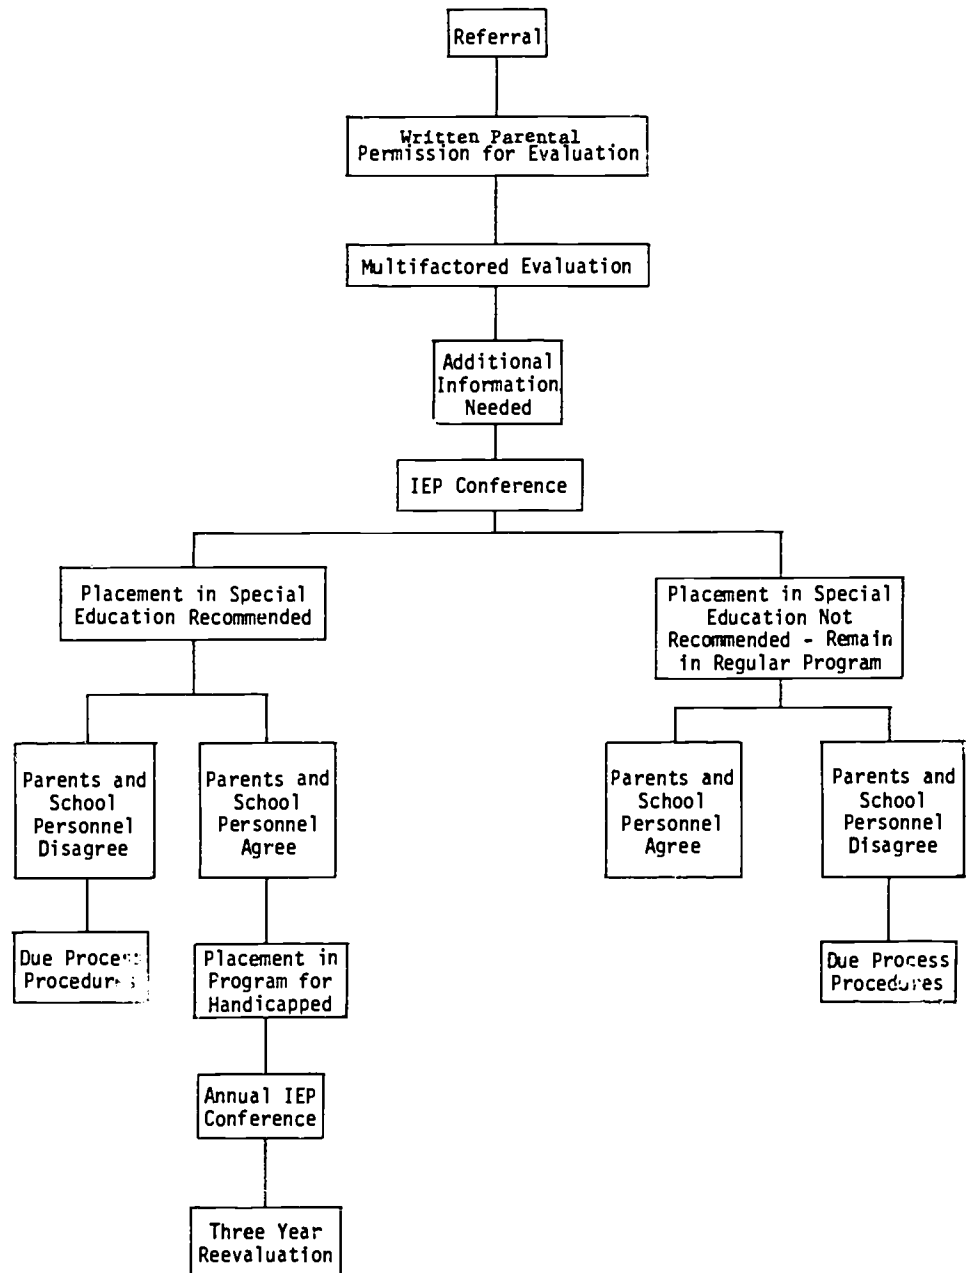 Referral
Written Parental
Permission for Evaluation
Multifactored Evaluation
Additional
Information
Needed
IEP Conference
Placement in Special
Education Recommended
Placement in Special
Education Not
Recommended - Remain
in Regular Program
Parents and
School
Personnel
Disagree
Parents and
School
Personnel
Agree
Parents and
School
Personnel
Agree
Parents and
School
Personnel
Disagree
Due Process
Procedures
Placement in
Program for
Handicapped
Due Process
Procedures
Annual IEP
Conference
Three Year
Reevaluation